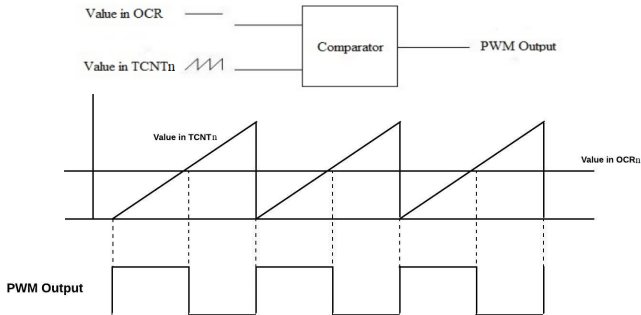 Value in OCR
Value in TCNTn
Comparator
PWM Output
Value in TCNTn
Value in OCRn
PWM Output